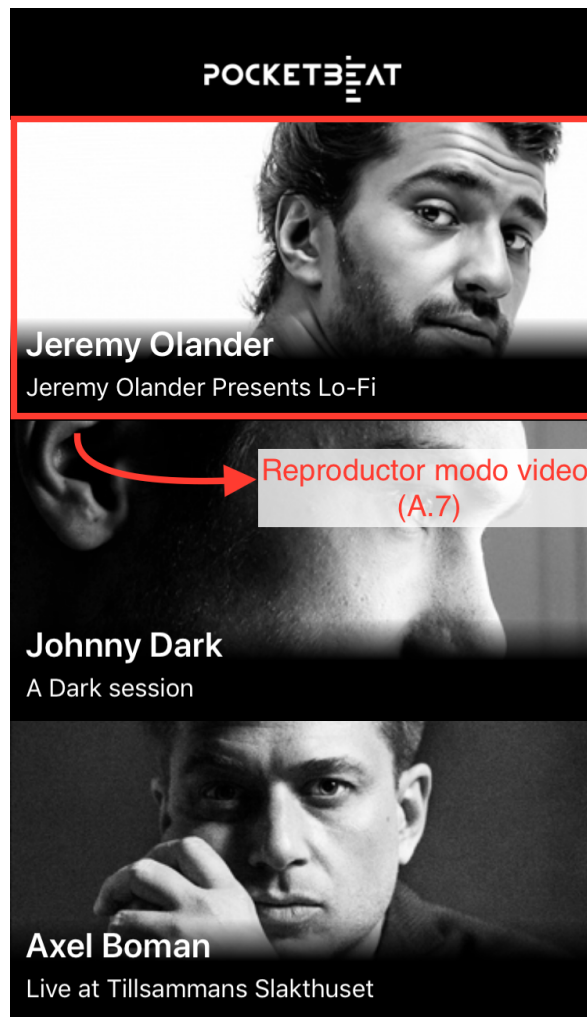 POCKETBEAT
Jeremy Olander
Jeremy Olander Presents Lo-Fi
Reproductor modo video
(A.7)
Johnny Dark
A Dark session
Axel Boman
Live at Tillsammans Slakthuset